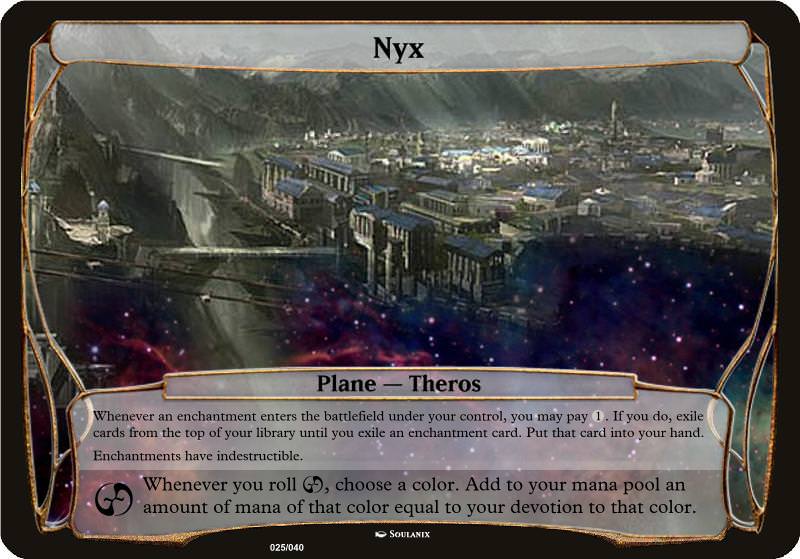 Nyx
Plane — Theros
Whenever an enchantment enters the battlefield under your control, you may pay 1. If you do, exile
cards from the top of your library until you exile an enchantment card. Put that card into your hand.
Enchantments have indestructible.
Whenever you roll , choose a color. Add to your mana pool an
amount of mana of that color equal to your devotion to that color.
Soulanix
025/040